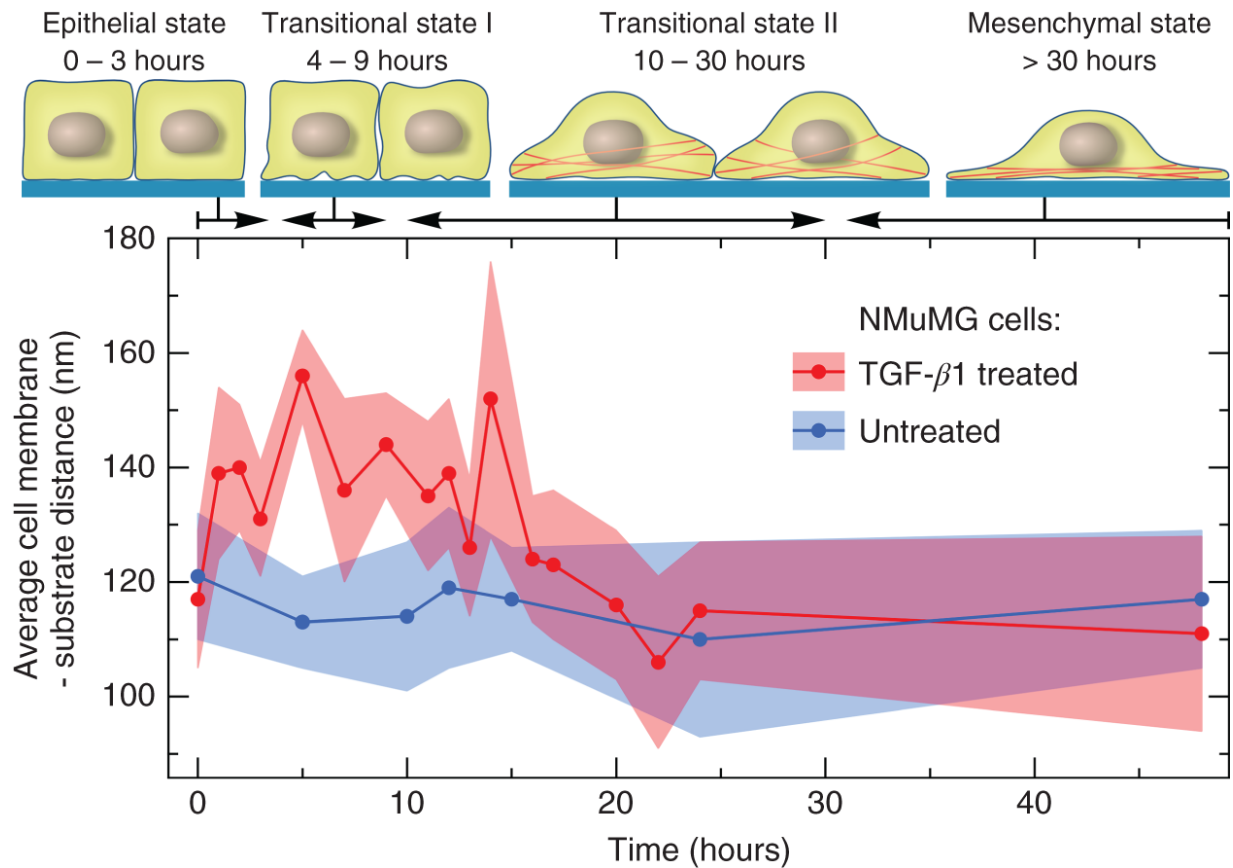 Epithelial state
0 – 3 hours
Transitional state I
4 – 9 hours
Transitional state II
10 – 30 hours
Mesenchymal state
> 30 hours
180
160
140
120
100
Average cell membrane
- substrate distance (nm)
NMuMG cells:
TGF-β1 treated
Untreated
0
10
20
30
40
Time (hours)